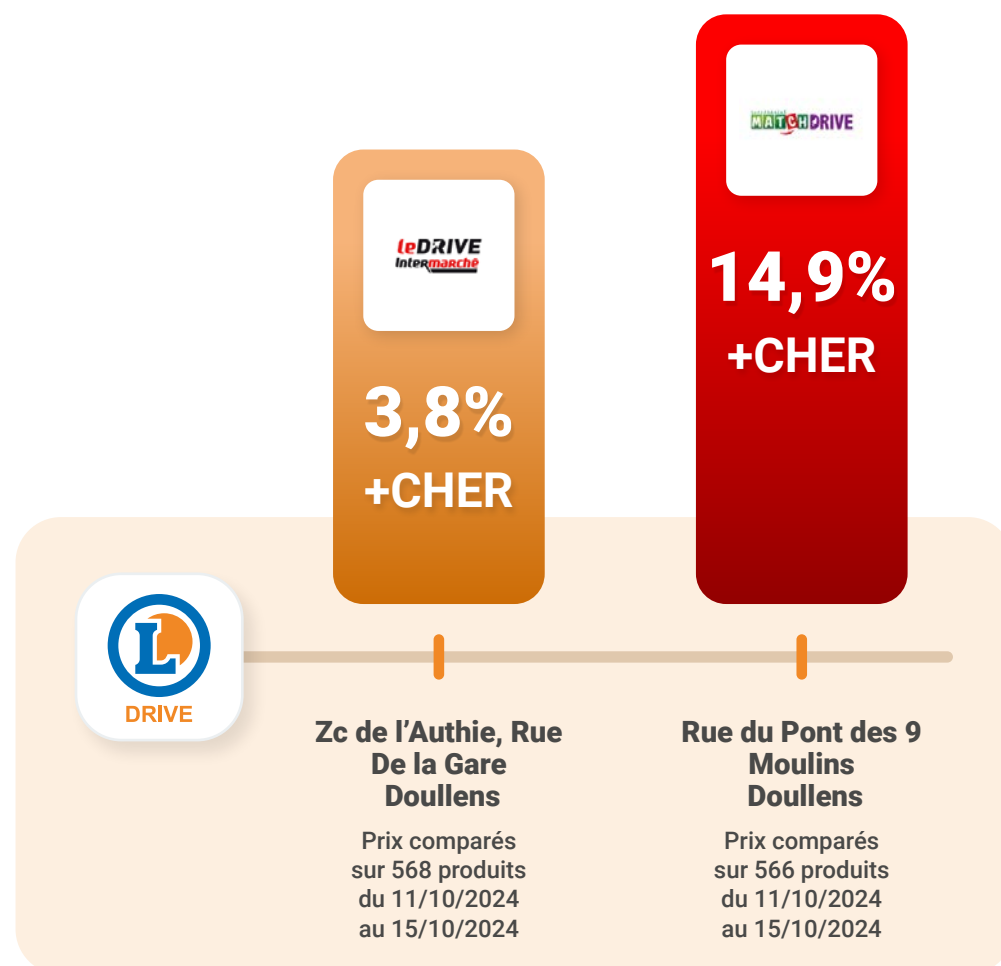 MATCH DRIVE
14,9%
+CHER
leDRIVE
Intermarché
3,8%
+CHER
L
DRIVE
Zc de l’Authie, Rue
De la Gare
Doullens
Prix comparés
sur 568 produits
du 11/10/2024
au 15/10/2024
Rue du Pont des 9
Moulins
Doullens
Prix comparés
sur 566 produits
du 11/10/2024
au 15/10/2024